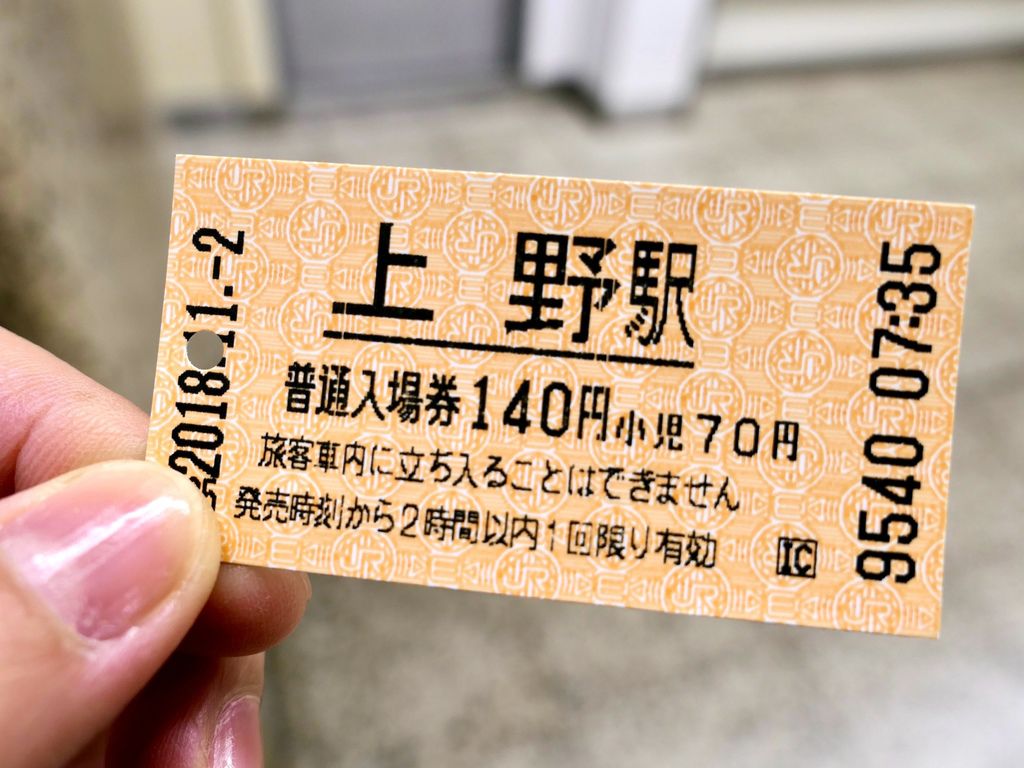 上野駅
普通入場券140円 小児70円
旅客車内に立ち入ることはできません
発売時刻から2時間以内1回限り有効
IC
2018.11.-2
9540 07:35